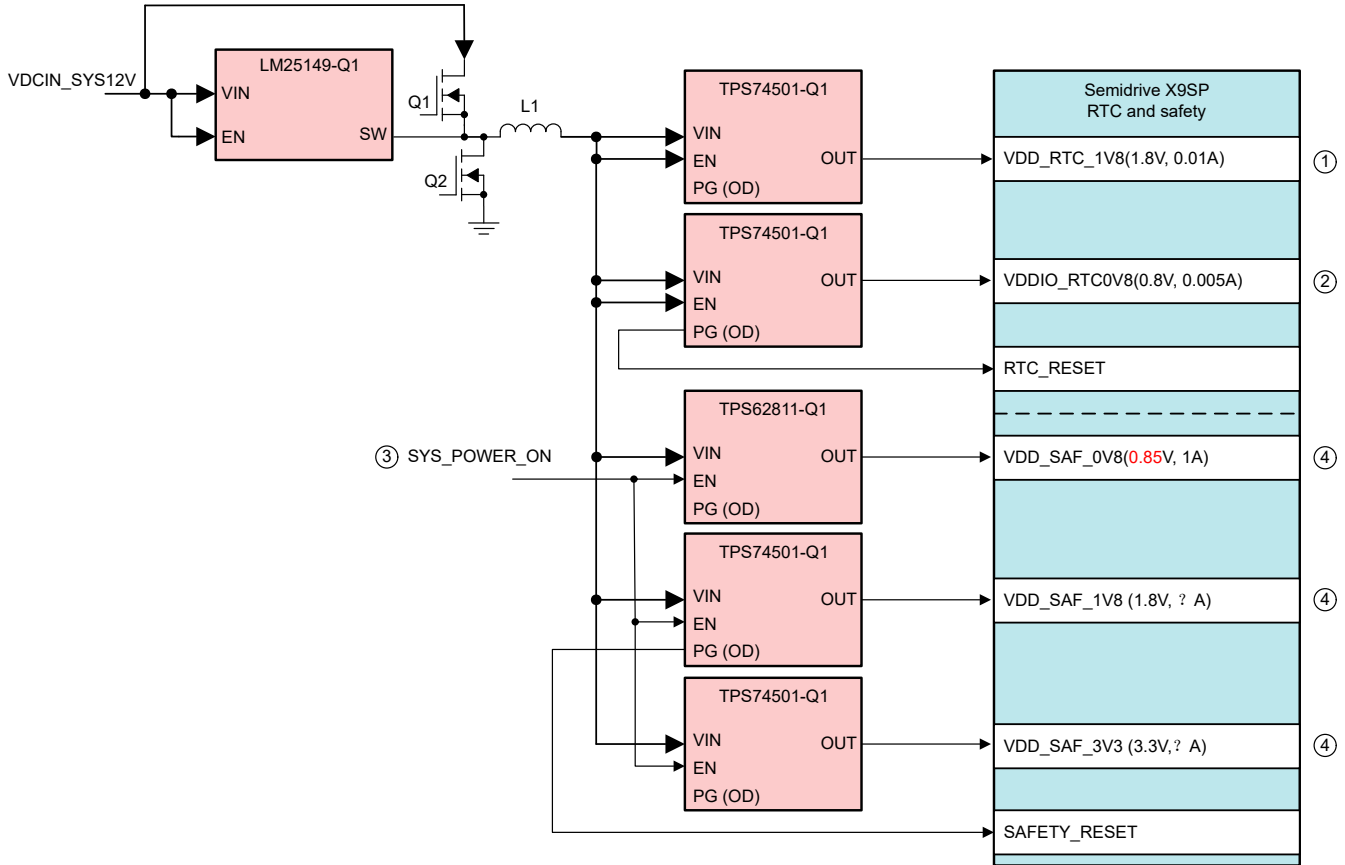 VDCIN_SYS12V
LM25149-Q1
VIN
EN
SW
Q1
Q2
L1
TPS74501-Q1
VIN
EN
PG (OD)
OUT
TPS74501-Q1
VIN
EN
PG (OD)
OUT
③ SYS_POWER_ON
TPS62811-Q1
VIN
EN
PG (OD)
OUT
TPS74501-Q1
VIN
EN
PG (OD)
OUT
TPS74501-Q1
VIN
EN
PG (OD)
OUT
Semidrive X9SP
RTC and safety
VDD_RTC_1V8(1.8V, 0.01A) ①
VDDIO_RTC0V8(0.8V, 0.005A) ②
RTC_RESET
VDD_SAF_0V8(0.85V, 1A) ④
VDD_SAF_1V8 (1.8V, ? A) ④
VDD_SAF_3V3 (3.3V,? A) ④
SAFETY_RESET